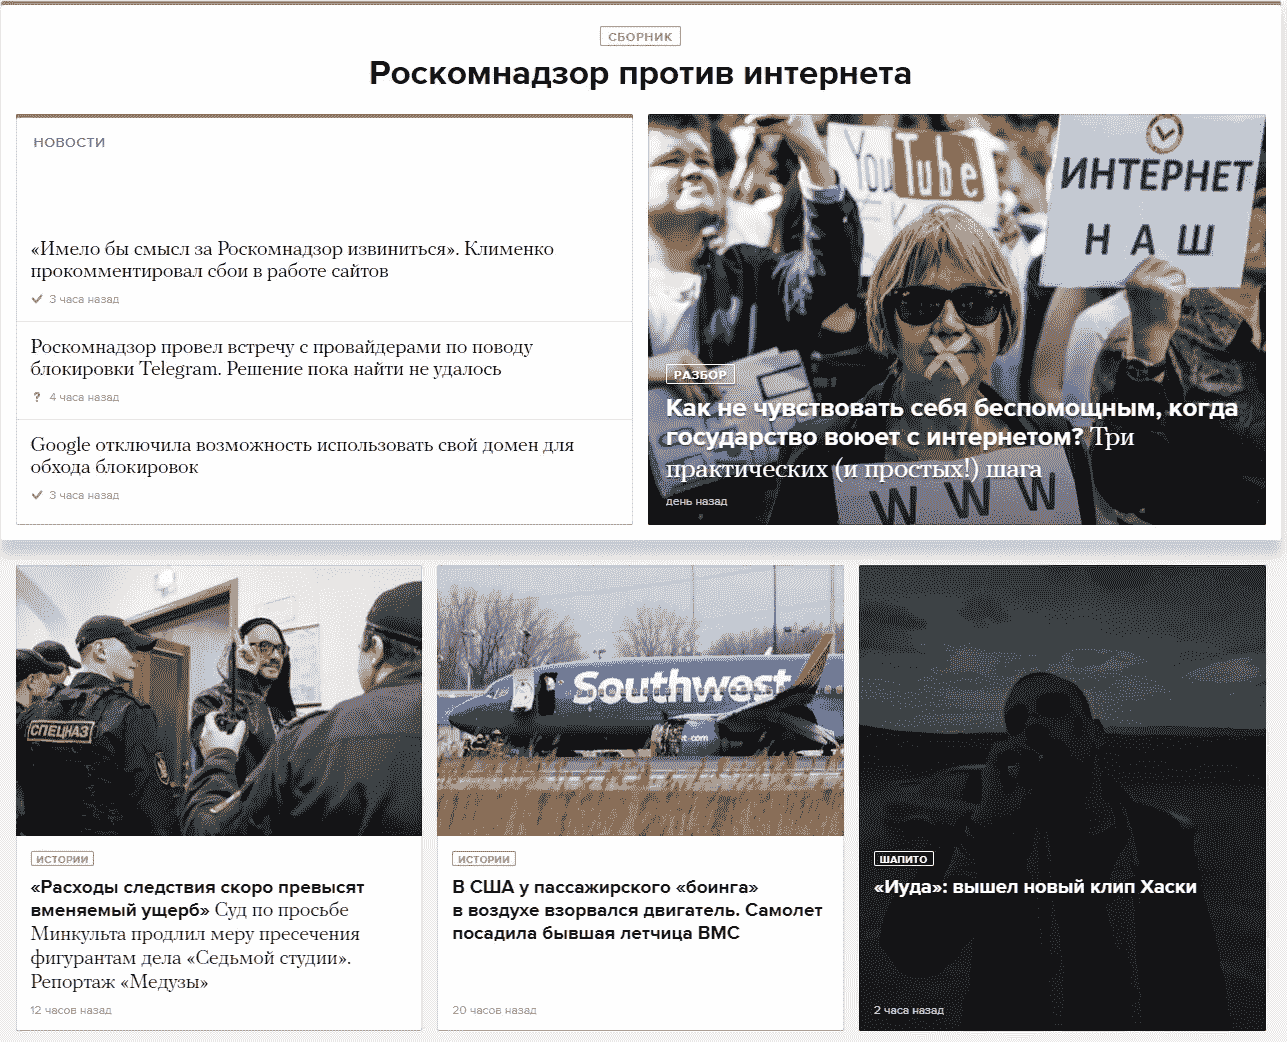 СБОРНИК
Роскомнадзор против интернета
НОВОСТИ
«Имело бы смысл за Роскомнадзор извиниться». Клименко
прокомментировал сбои в работе сайтов
3 часа назад
Роскомнадзор провел встречу с провайдерами по поводу
блокировки Telegram. Решение пока найти не удалось
? 4 часа назад
Google отключила возможность использовать свой домен для
обхода блокировок
3 часа назад
You Tube
ИНТЕРНЕТ
НАШ
РАЗБОР
Как не чувствовать себя беспомощным, когда
государство воюет с интернетом? Три
практических (и простых!) шага
WWW
день назад
СПЕЦНАЗ
ИСТОРИИ
«Расходы следствия скоро превысят
вменяемый ущерб» Суд по просьбе
Минкульта продлил меру пресечения
фигурантам дела «Седьмой студии».
Репортаж «Медузы»
12 часов назад
Southwest
ИСТОРИИ
В США у пассажирского «боинга»
в воздухе взорвался двигатель. Самолет
посадила бывшая летчица ВМС
20 часов назад
ШАПИТО
«Иуда»: вышел новый клип Хаски
2 часа назад